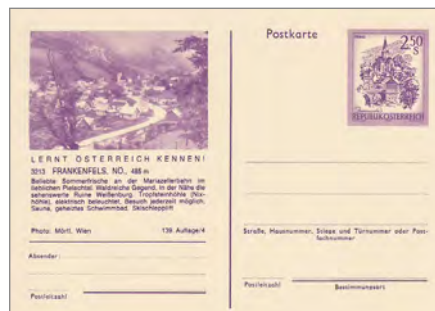 LERNT ÖSTERREICH KENNEN!
3213 FRANKENFELS, NÖ., 488 m
Beliebte Sommerfrische an der Mariazellerbahn im
lieblichen Pielachtal. Waldreiche Gegend, in der Nähe die
sehenswerte Ruine Weißenburg. Tropfsteinhöhle (Nix-
höhle), elektrisch beleuchtet, Besuch jederzeit möglich,
Sauna, geheiztes Schwimmbad, Skischlepplift
Photo: Mörtl, Wien 139. Auflage/4
Absender:
Postleitzahl
Postkarte
2.50
S
REPUBLIK ÖSTERREICH
Straße, Hausnummer, Stiege und Türnummer oder Post-
fachnummer
Postleitzahl Bestimmungsort